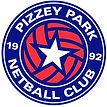 PIZZEY PARK
19 92
NETBALL CLUB